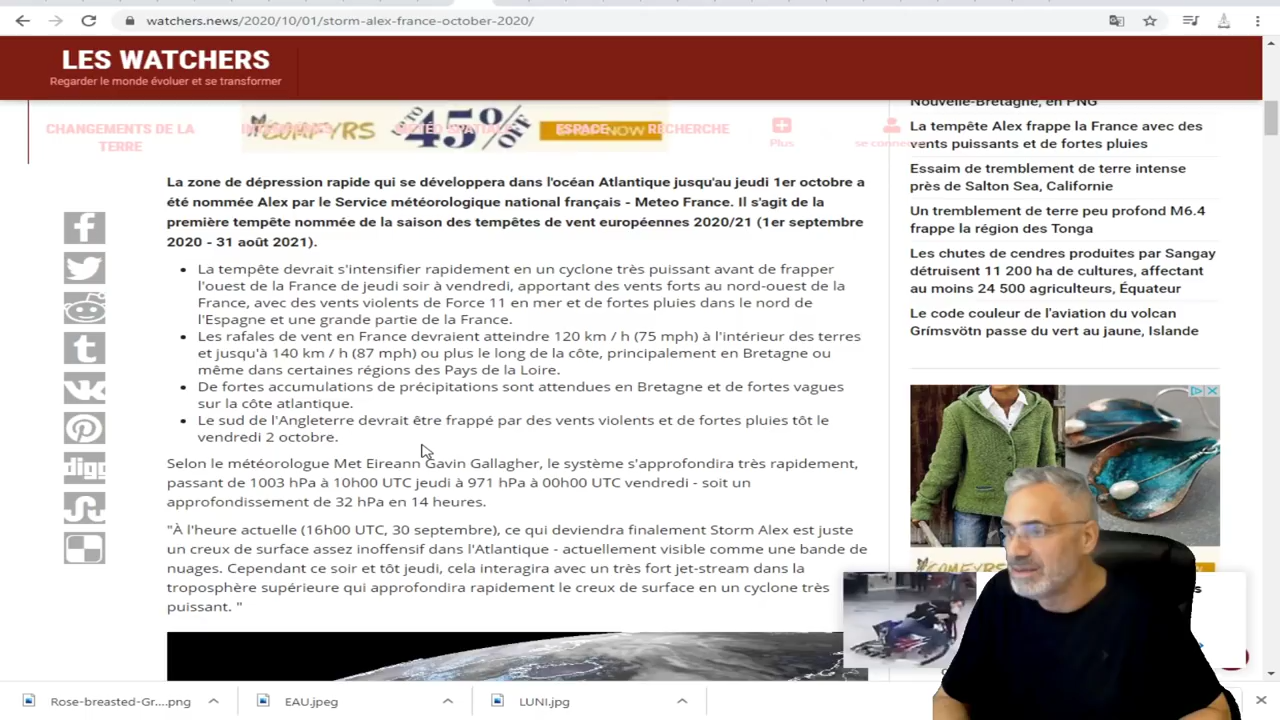 watchers.news/2020/10/01/storm-alex-france-october-2020/
LES WATCHERS
Regarder le monde évoluer et se transformer
COMFYRS
UP TO
45% OFF
NOW
CHANGEMENTS DE LA
TERRE
ESPACE
RECHERCHE
Plus
Nouvelle-Bretagne, en PNG
La tempête Alex frappe la France avec des
vents puissants et de fortes pluies
Essaim de tremblement de terre intense
près de Salton Sea, Californie
Un tremblement de terre peu profond M6.4
frappe la région des Tonga
Les chutes de cendres produites par Sangay
détruisent 11 200 ha de cultures, affectant
au moins 24 500 agriculteurs, Équateur
Le code couleur de l'aviation du volcan
Grímsvötn passe du vert au jaune, Islande
La zone de dépression rapide qui se développera dans l'océan Atlantique jusqu'au jeudi 1er octobre a
été nommée Alex par le Service météorologique national français - Meteo France. Il s'agit de la
première tempête nommée de la saison des tempêtes de vent européennes 2020/21 (1er septembre
2020 - 31 août 2021).
La tempête devrait s'intensifier rapidement en un cyclone très puissant avant de frapper
l'ouest de la France de jeudi soir à vendredi, apportant des vents forts au nord-ouest de la
France, avec des vents violents de Force 11 en mer et de fortes pluies dans le nord de
l'Espagne et une grande partie de la France.
Les rafales de vent en France devraient atteindre 120 km / h (75 mph) à l'intérieur des terres
et jusqu'à 140 km / h (87 mph) ou plus le long de la côte, principalement en Bretagne ou
même dans certaines régions des Pays de la Loire.
De fortes accumulations de précipitations sont attendues en Bretagne et de fortes vagues
sur la côte atlantique.
Le sud de l'Angleterre devrait être frappé par des vents violents et de fortes pluies tôt le
vendredi 2 octobre.
Selon le météorologue Met Eireann Gavin Gallagher, le système s'approfondira très rapidement,
passant de 1003 hPa à 10h00 UTC jeudi à 971 hPa à 00h00 UTC vendredi - soit un
approfondissement de 32 hPa en 14 heures.
"À l'heure actuelle (16h00 UTC, 30 septembre), ce qui deviendra finalement Storm Alex est juste
un creux de surface assez inoffensif dans l'Atlantique - actuellement visible comme une bande de
nuages. Cependant ce soir et tôt jeudi, cela interagira avec un très fort jet-stream dans la
troposphère supérieure qui approfondira rapidement le creux de surface en un cyclone très
puissant. "
digg
COMFYRS
Rose-breasted-Gr....png
EAU.jpeg
LUNI.jpg